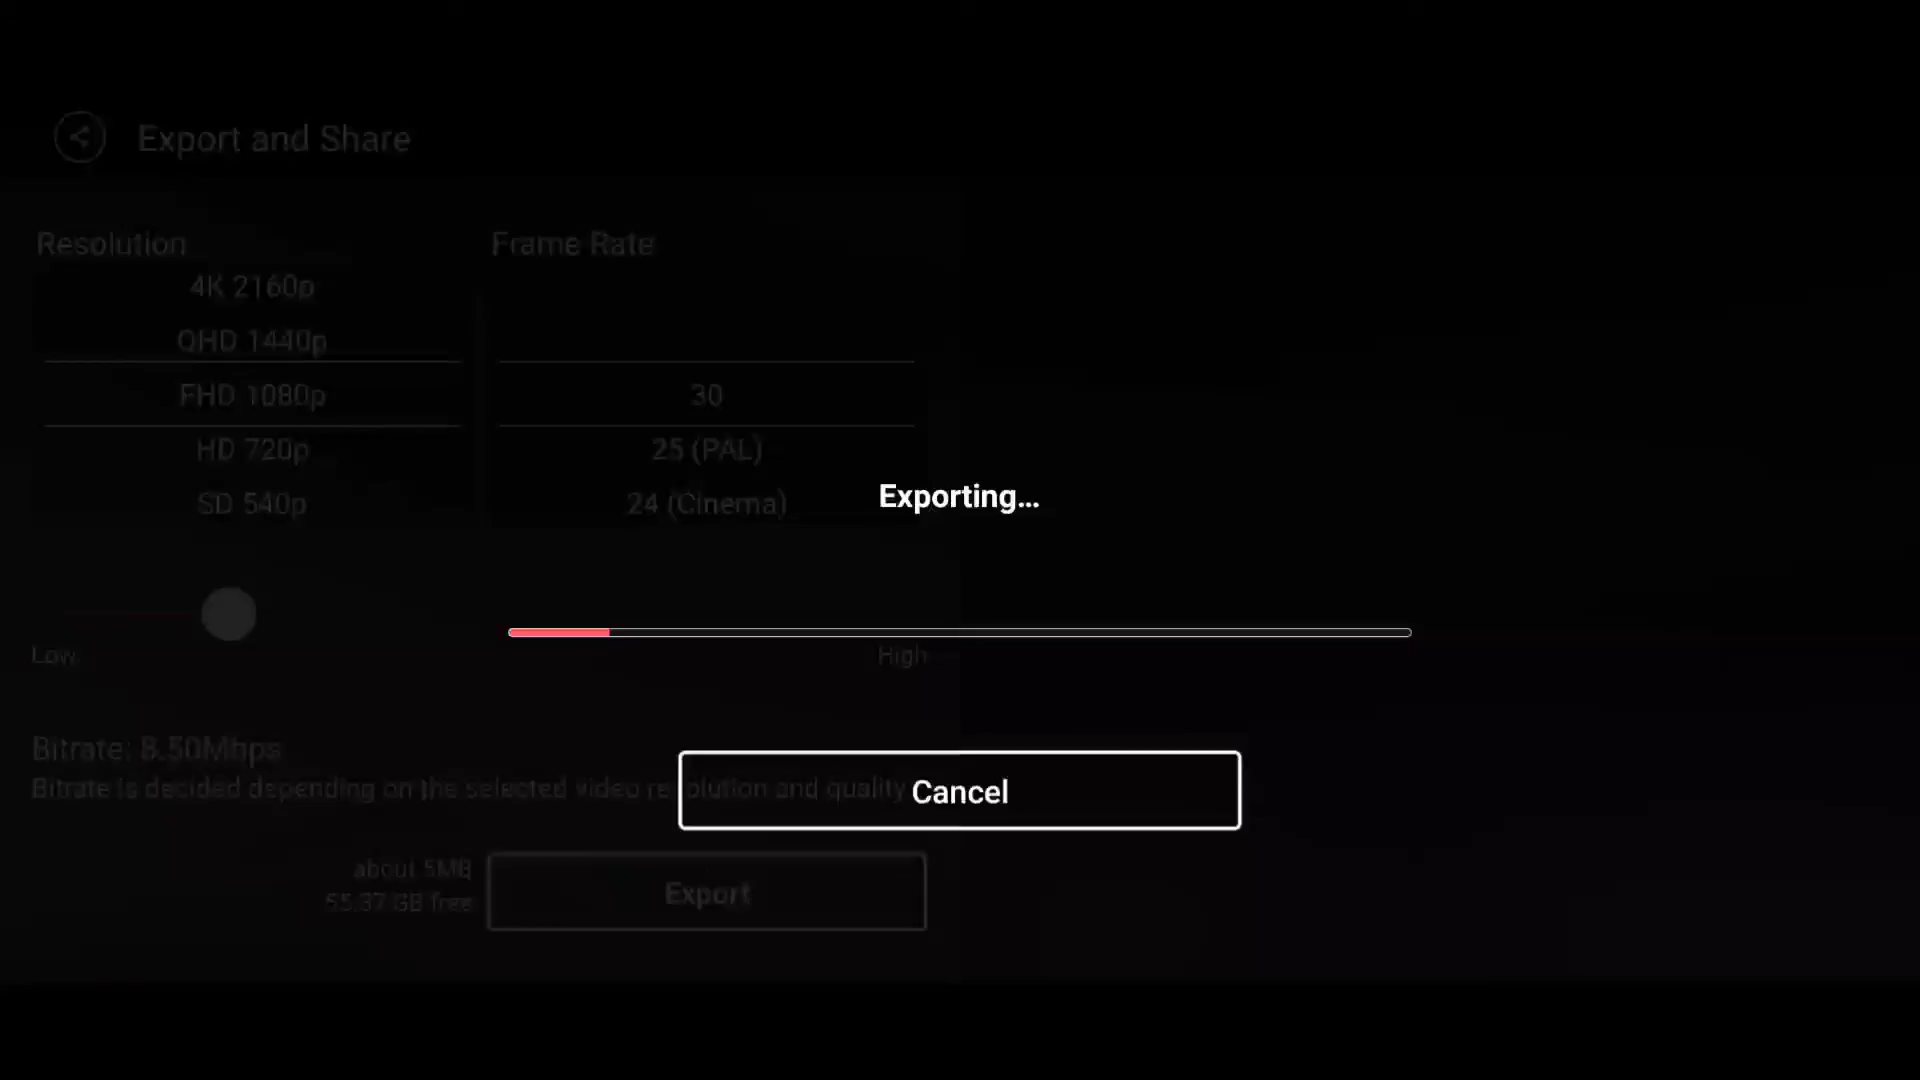 Export and Share
Resolution
Frame Rate
4K 2160p
QHD 1440p
FHD 1080p
HD 720p
SD 540p
30
25 (PAL)
24 (Cinema)
Exporting...
Low
High
Bitrate: 8.50Mbps
Bitrate is decided depending on the selected video resolution and quality
Cancel
about 5MB
55.37 GB free
Export